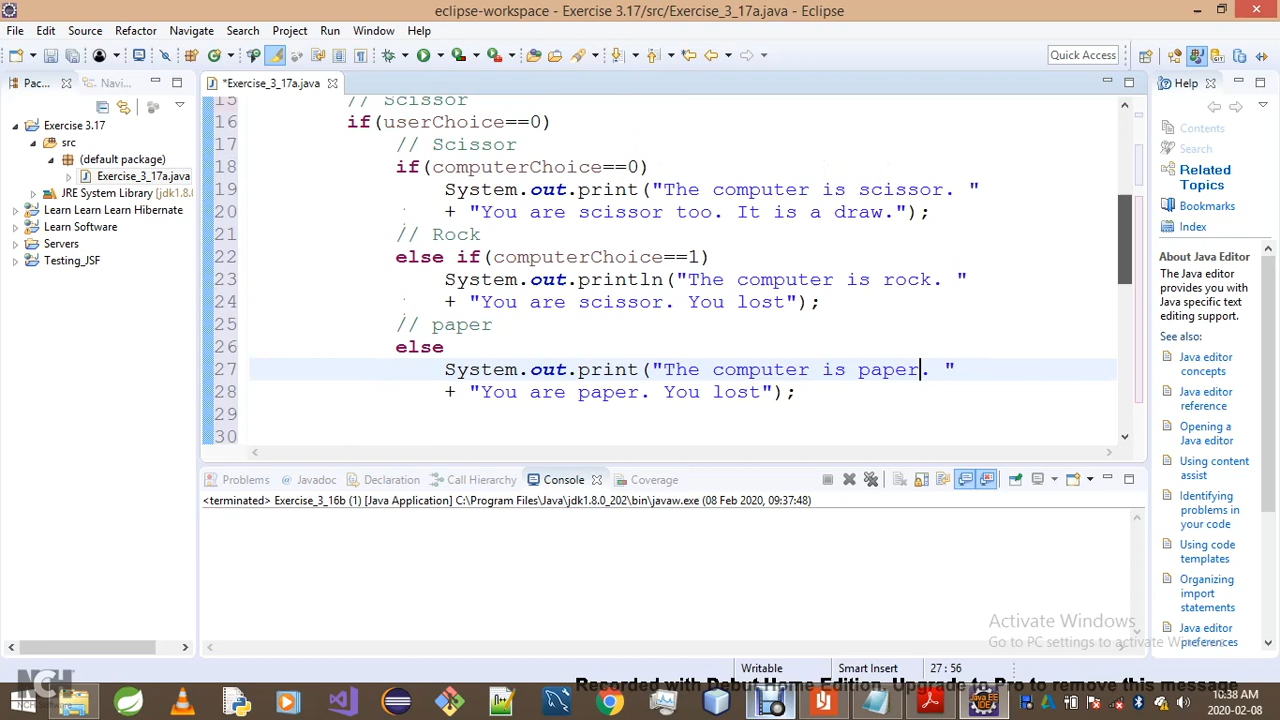 eclipse-workspace - Exercise 3.17/src/Exercise_3_17a.java - Eclipse
File Edit Source Refactor Navigate Search Project Run Window Help
Quick Access
Pac...
Navi...
*Exercise_3_17a.java
Help
Exercise 3.17
src
(default package)
Exercise_3_17a.java
JRE System Library [jdk1.8.0
Learn Learn Learn Hibernate
Learn Software
Servers
Testing_JSF
15 // Scissor
16 if(userChoice==0)
17 // Scissor
18 if(computerChoice==0)
19 System.out.print("The computer is scissor. "
20 + "You are scissor too. It is a draw.");
21 // Rock
22 else if(computerChoice==1)
23 System.out.println("The computer is rock. "
24 + "You are scissor. You lost");
25 // paper
26 else
27 System.out.print("The computer is paper. "
28 + "You are paper. You lost");
29
30
Contents
Search
Related Topics
Bookmarks
Index
About Java Editor
The Java editor
provides you with
Java specific text
editing support.
See also:
Java editor
concepts
Java editor
reference
Opening a
Java editor
Using content
assist
Identifying
problems in
your code
Using code
templates
Organizing
import
statements
Java editor
preferences
Problems Javadoc Declaration Call Hierarchy Console Coverage
<terminated> Exercise_3_16b (1) [Java Application] C:\Program Files\Java\jdk1.8.0_202\bin\javaw.exe (08 Feb 2020, 09:37:48)
Activate Windows
Go to PC settings to activate Windows.
Writable Smart Insert 27 : 56
NCH
Recorded with Debut Home Edition. Upgrade to Pro to remove this message
10:38 AM
2020-02-08